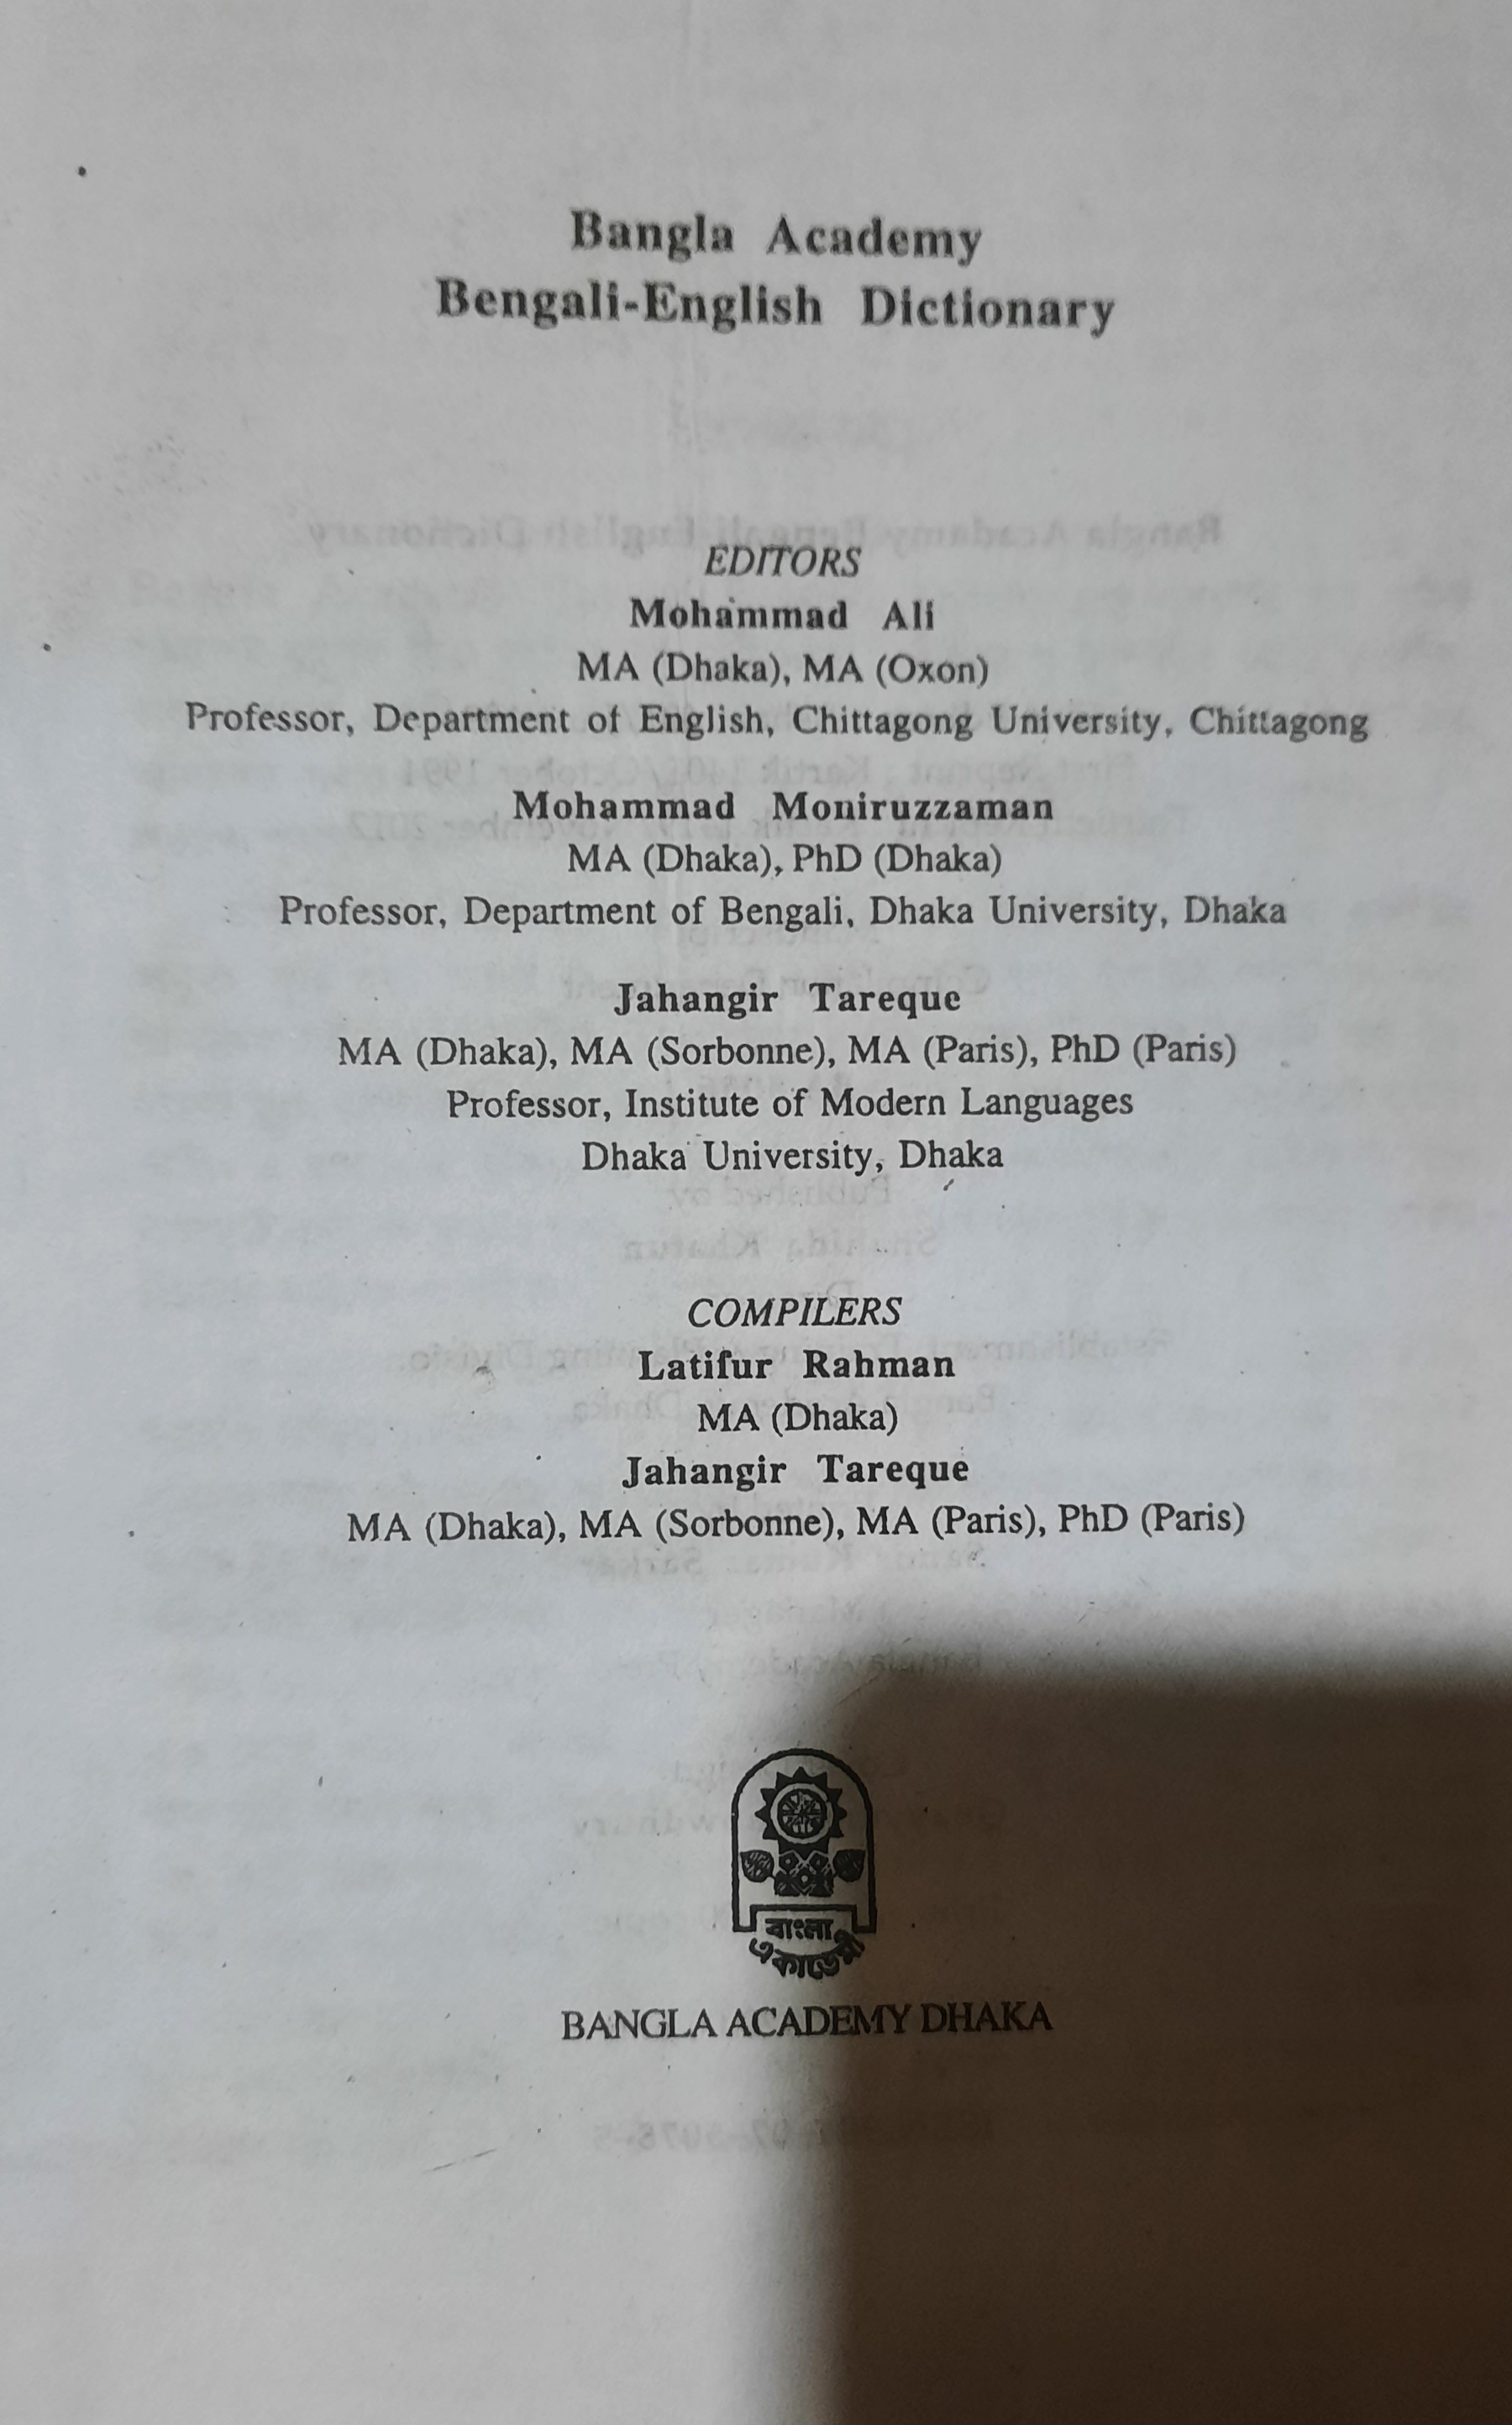 Bangla Academy
Bengali-English Dictionary
EDITORS
Mohammad Ali
MA (Dhaka), MA (Oxon)
Professor, Department of English, Chittagong University, Chittagong
Mohammad Moniruzzaman
MA (Dhaka), PhD (Dhaka)
Professor, Department of Bengali, Dhaka University, Dhaka
Jahangir Tareque
MA (Dhaka), MA (Sorbonne), MA (Paris), PhD (Paris)
Professor, Institute of Modern Languages
Dhaka University, Dhaka
COMPILERS
Latifur Rahman
MA (Dhaka)
Jahangir Tareque
MA (Dhaka), MA (Sorbonne), MA (Paris), PhD (Paris)
বাংলা
একাডেমী
BANGLA ACADEMY DHAKA